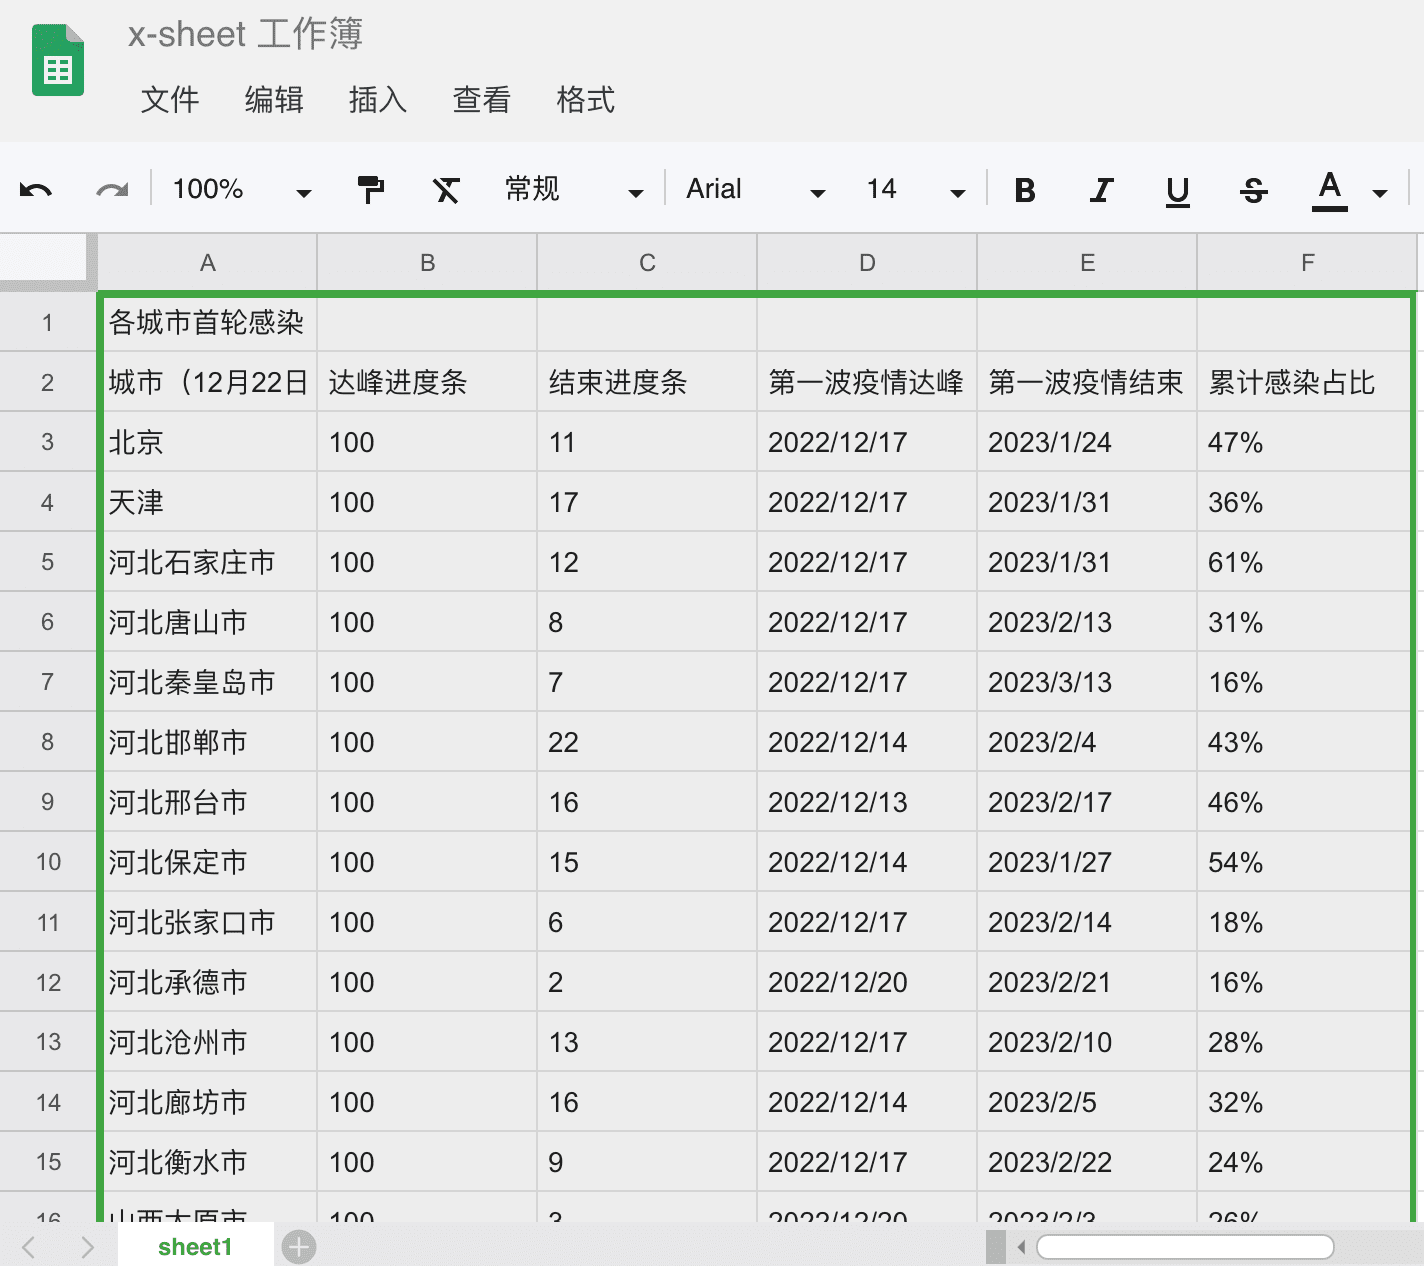 x-sheet 工作簿
文件 编辑 插入 查看 格式
100% 常规 Arial 14 B I U S A
A B C D E F
1 各城市首轮感染
2 城市（12月22日 达峰进度条 结束进度条 第一波疫情达峰 第一波疫情结束 累计感染占比
3 北京 100 11 2022/12/17 2023/1/24 47%
4 天津 100 17 2022/12/17 2023/1/31 36%
5 河北石家庄市 100 12 2022/12/17 2023/1/31 61%
6 河北唐山市 100 8 2022/12/17 2023/2/13 31%
7 河北秦皇岛市 100 7 2022/12/17 2023/3/13 16%
8 河北邯郸市 100 22 2022/12/14 2023/2/4 43%
9 河北邢台市 100 16 2022/12/13 2023/2/17 46%
10 河北保定市 100 15 2022/12/14 2023/1/27 54%
11 河北张家口市 100 6 2022/12/17 2023/2/14 18%
12 河北承德市 100 2 2022/12/20 2023/2/21 16%
13 河北沧州市 100 13 2022/12/17 2023/2/10 28%
14 河北廊坊市 100 16 2022/12/14 2023/2/5 32%
15 河北衡水市 100 9 2022/12/17 2023/2/22 24%
16 山西太原市 100 3 2022/12/20 2023/2/3 26%
sheet1